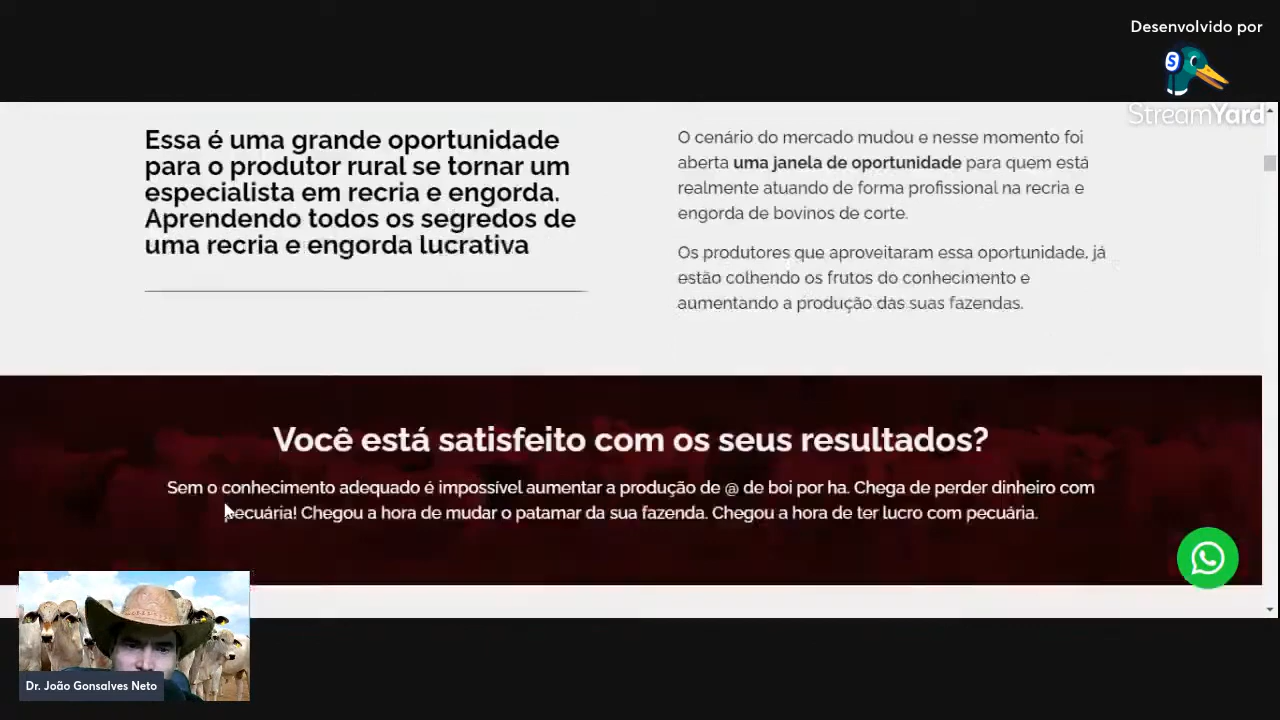 Desenvolvido por
S
StreamYard
Essa é uma grande oportunidade
para o produtor rural se tornar um
especialista em recria e engorda.
Aprendendo todos os segredos de
uma recria e engorda lucrativa
O cenário do mercado mudou e nesse momento foi
aberta uma janela de oportunidade para quem está
realmente atuando de forma profissional na recria e
engorda de bovinos de corte.
Os produtores que aproveitaram essa oportunidade, já
estão colhendo os frutos do conhecimento e
aumentando a produção das suas fazendas.
Você está satisfeito com os seus resultados?
Sem o conhecimento adequado é impossível aumentar a produção de @ de boi por ha. Chega de perder dinheiro com
pecuária! Chegou a hora de mudar o patamar da sua fazenda. Chegou a hora de ter lucro com pecuária.
Dr. João Gonsalves Neto